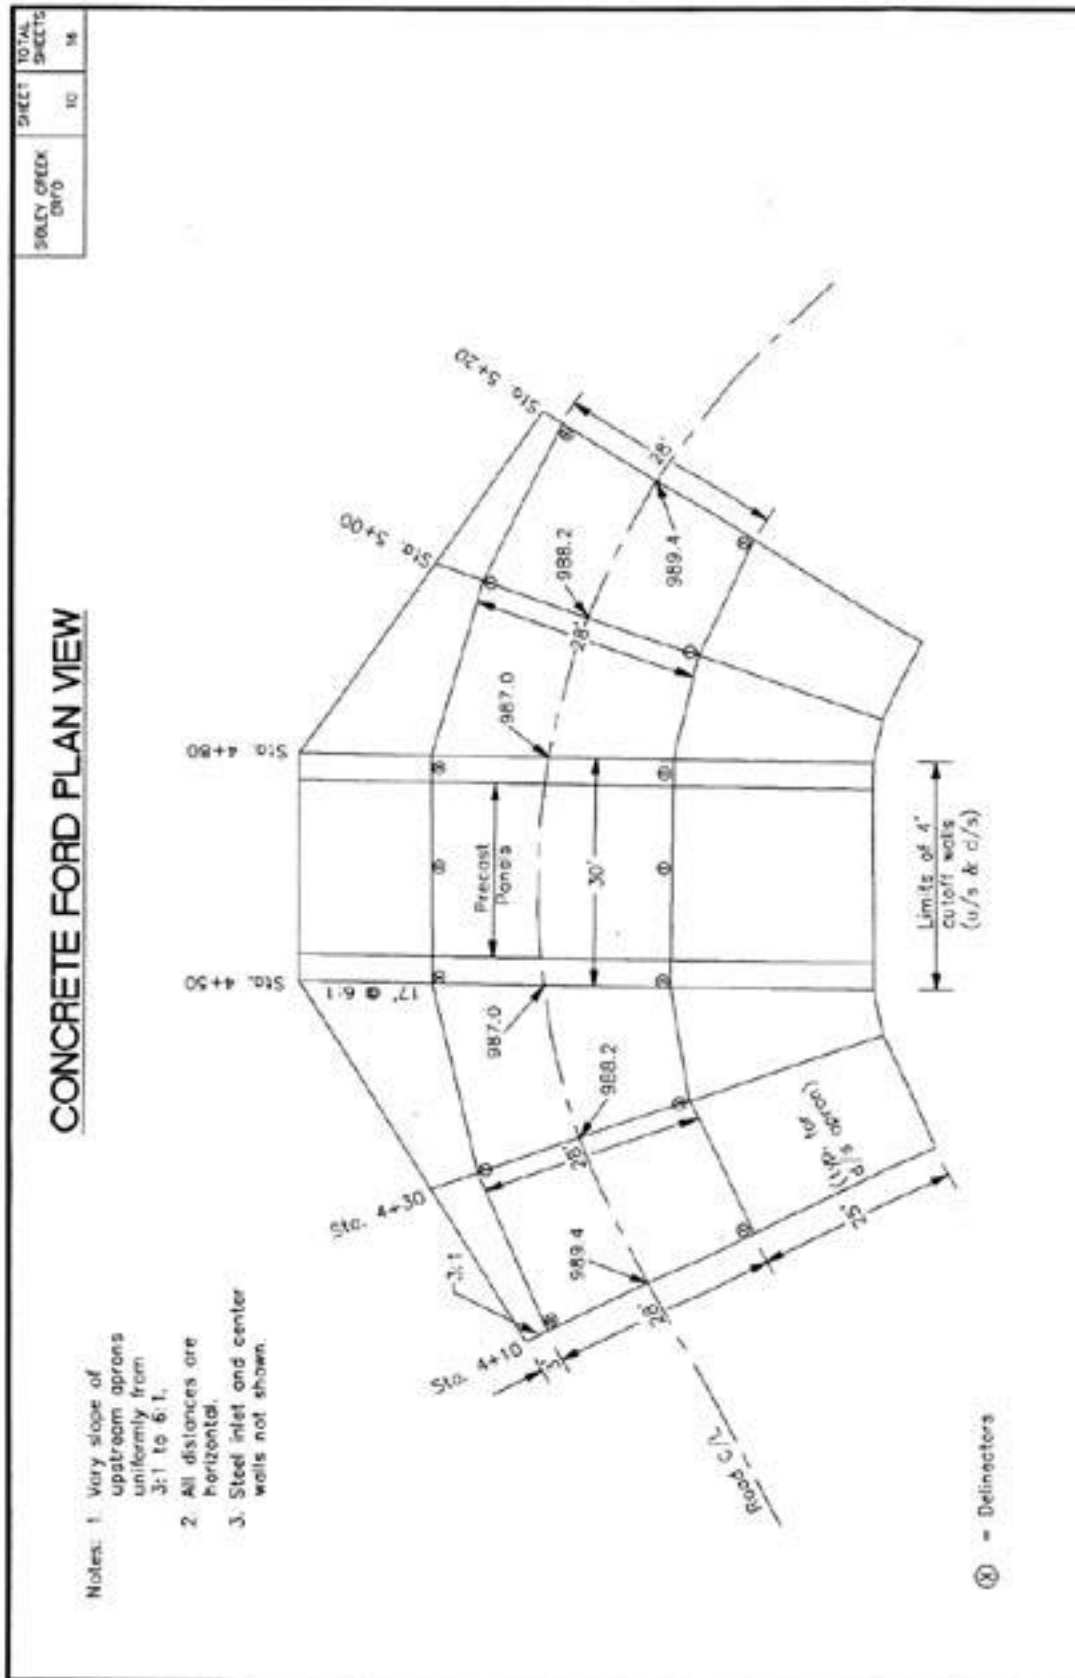 SHEET
TOTAL
SHEETS
10
CONCRETE FORD PLAN VIEW
Notes: 1. Vary slope of
upstream aprons
uniformly from
3:1 to 6:1.
2. All distances are
horizontal.
3. Steel inlet and center
walls not shown.
Sta. 4+10
Sta. 4+30
Sta. 4+50
Sta. 4+80
Sta. 5+00
Sta. 5+20
3:1
17' @ 6:1
Precast
Panels
30'
989.4
988.2
987.0
987.0
988.2
989.4
28'
28'
28'
28'
25'
(typ. for
d/s apron)
Road C/L
Limits of 4'
cutoff walls
(u/s & d/s)
= Delineators